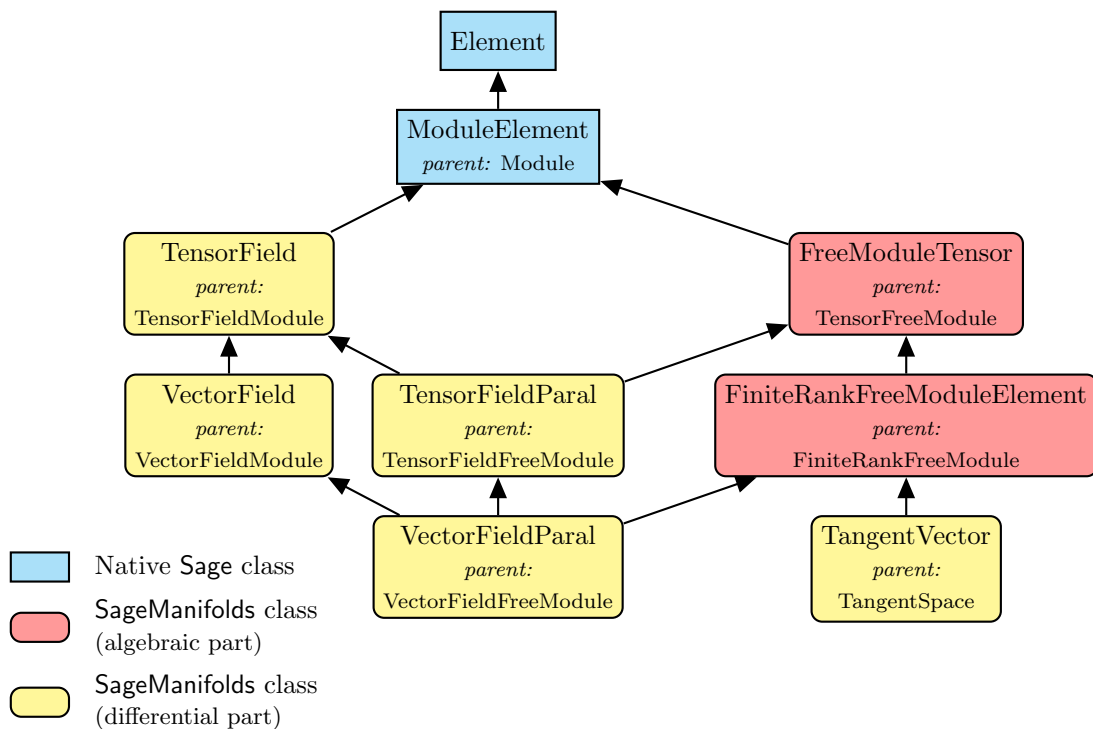 Element
ModuleElement
parent: Module
TensorField
parent:
TensorFieldModule
FreeModuleTensor
parent:
TensorFreeModule
VectorField
parent:
VectorFieldModule
TensorFieldParal
parent:
TensorFieldFreeModule
FiniteRankFreeModuleElement
parent:
FiniteRankFreeModule
VectorFieldParal
parent:
VectorFieldFreeModule
TangentVector
parent:
TangentSpace
Native Sage class
SageManifolds class
(algebraic part)
SageManifolds class
(differential part)